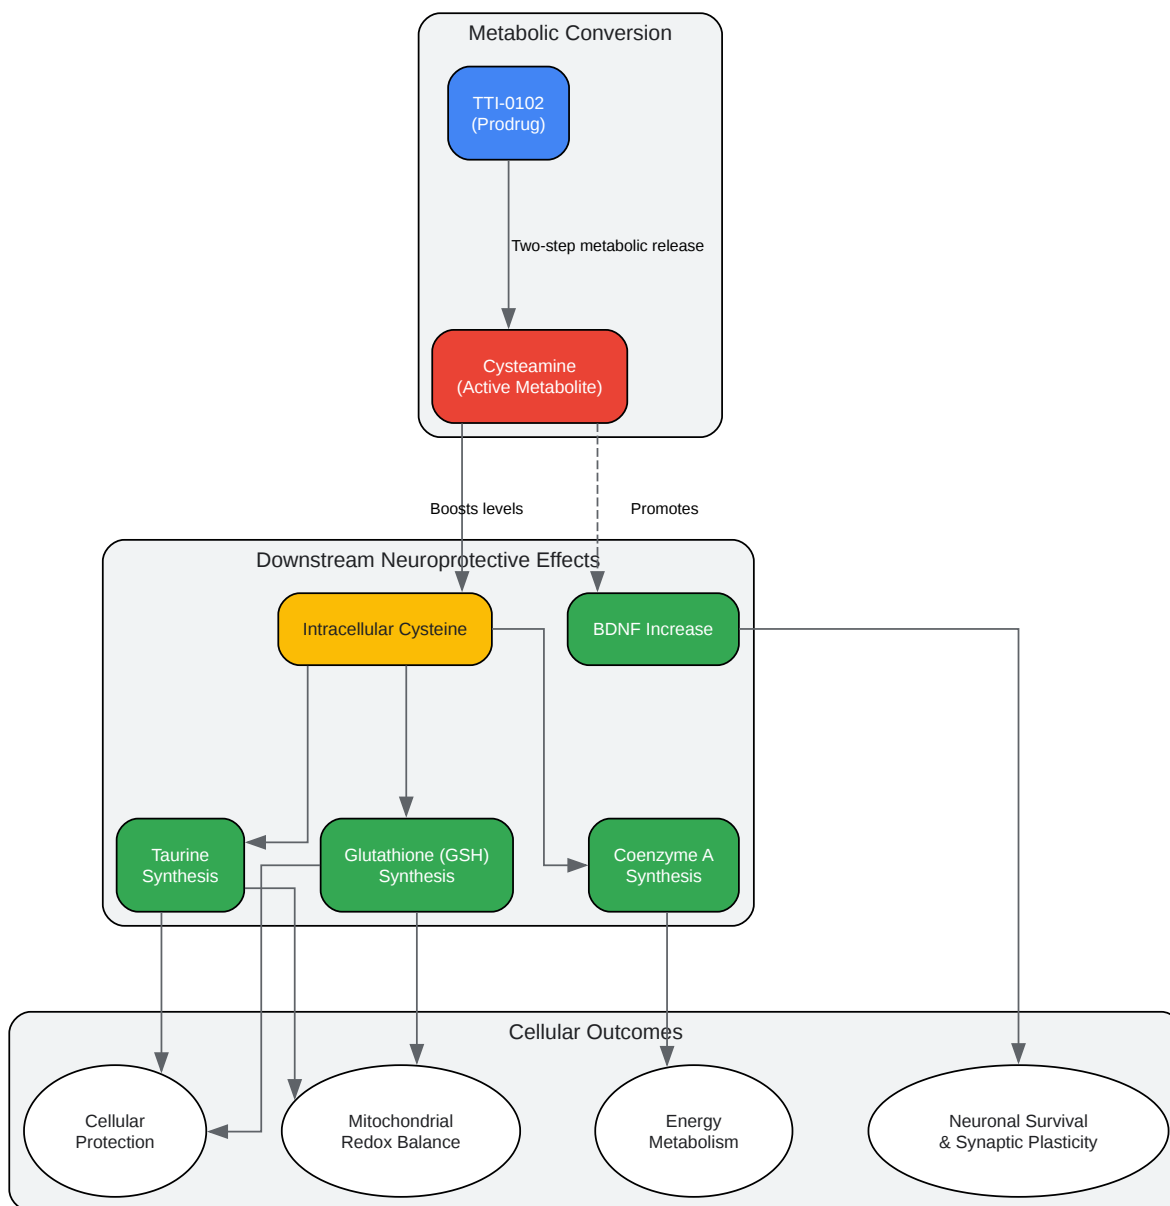 Metabolic Conversion
TTI-0102
(Prodrug)
Two-step metabolic release
Cysteamine
(Active Metabolite)
Boosts levels
Promotes
Downstream Neuroprotective Effects
Intracellular Cysteine
BDNF Increase
Taurine
Synthesis
Glutathione (GSH)
Synthesis
Coenzyme A
Synthesis
Cellular Outcomes
Cellular
Protection
Mitochondrial
Redox Balance
Energy
Metabolism
Neuronal Survival
& Synaptic Plasticity